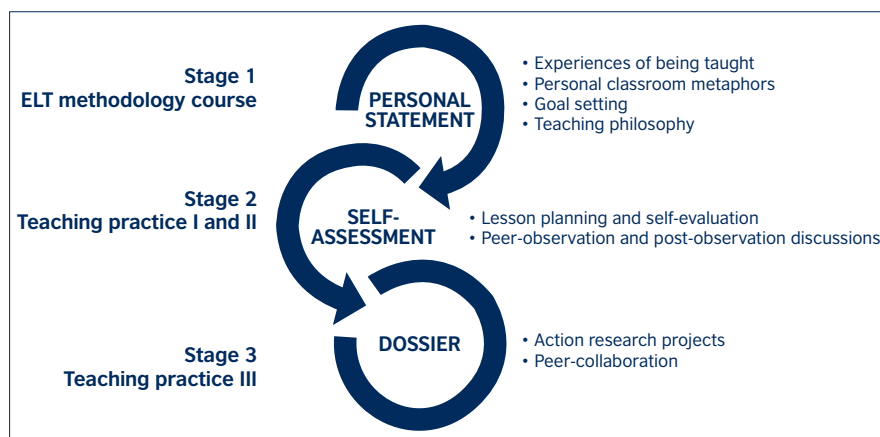 Stage 1
ELT methodology course
PERSONAL
STATEMENT
• Experiences of being taught
• Personal classroom metaphors
• Goal setting
• Teaching philosophy
Stage 2
Teaching practice I and II
SELF-
ASSESSMENT
• Lesson planning and self-evaluation
• Peer-observation and post-observation discussions
Stage 3
Teaching practice III
DOSSIER
• Action research projects
• Peer-collaboration